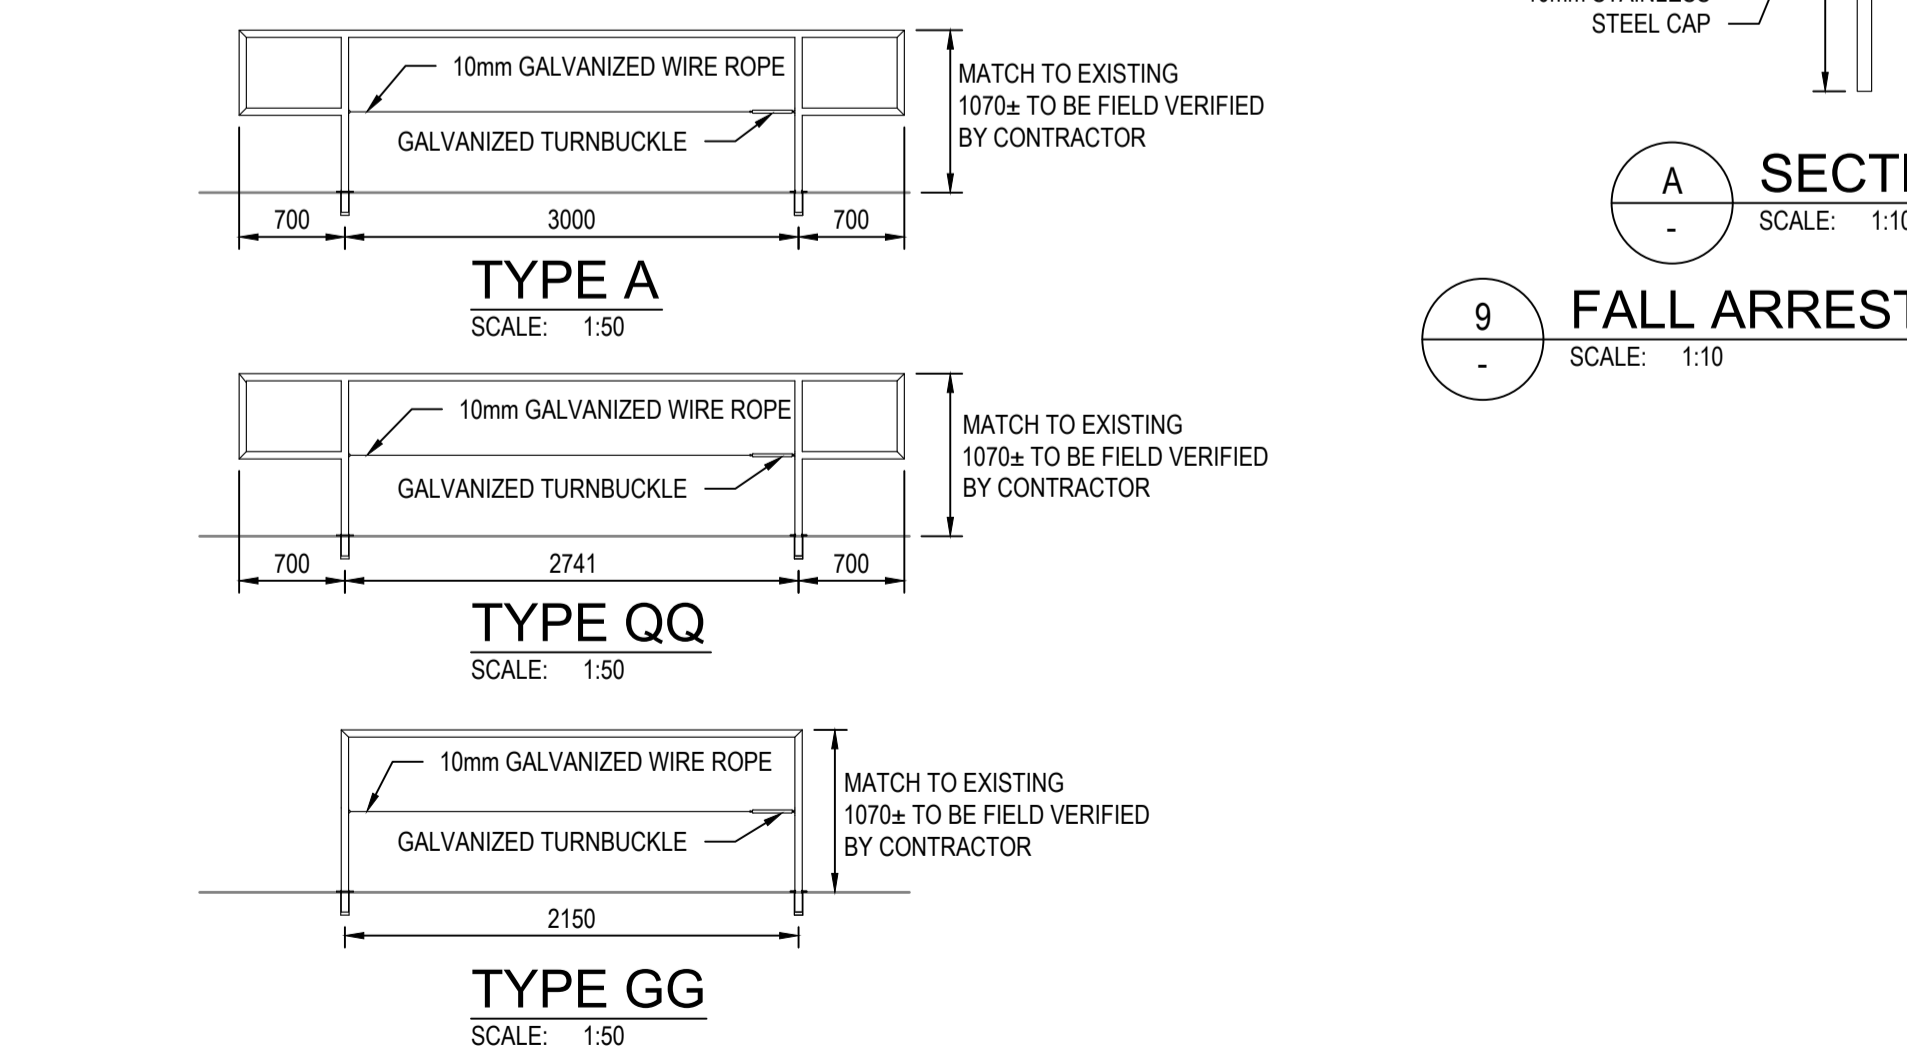 10mm GALVANIZED WIRE ROPE
GALVANIZED TURNBUCKLE
MATCH TO EXISTING
1070± TO BE FIELD VERIFIED
BY CONTRACTOR
700
3000
700
TYPE A
SCALE: 1:50
10mm GALVANIZED WIRE ROPE
GALVANIZED TURNBUCKLE
MATCH TO EXISTING
1070± TO BE FIELD VERIFIED
BY CONTRACTOR
700
2741
700
TYPE QQ
SCALE: 1:50
10mm GALVANIZED WIRE ROPE
GALVANIZED TURNBUCKLE
MATCH TO EXISTING
1070± TO BE FIELD VERIFIED
BY CONTRACTOR
2150
TYPE GG
SCALE: 1:50
STEEL CAP
A
-
SECTI
SCALE: 1:10
9
-
FALL ARREST
SCALE: 1:10